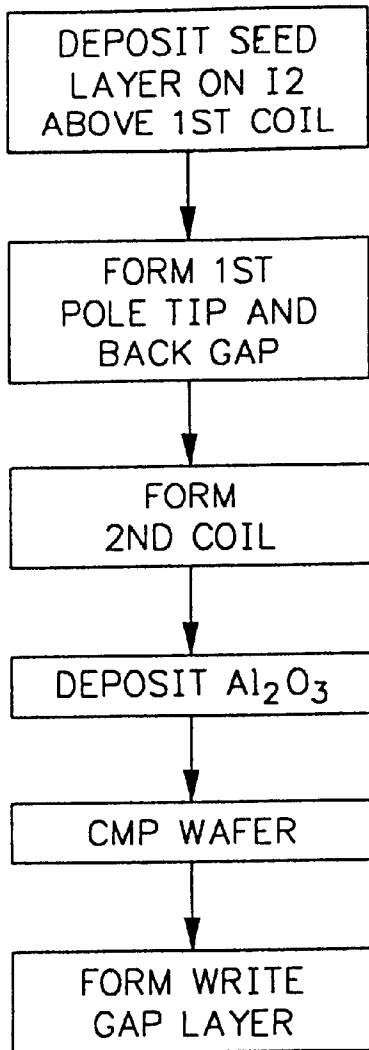 DEPOSIT SEED
LAYER ON I2
ABOVE 1ST COIL
FORM 1ST
POLE TIP AND
BACK GAP
FORM
2ND COIL
DEPOSIT Al₂O₃
CMP WAFER
FORM WRITE
GAP LAYER